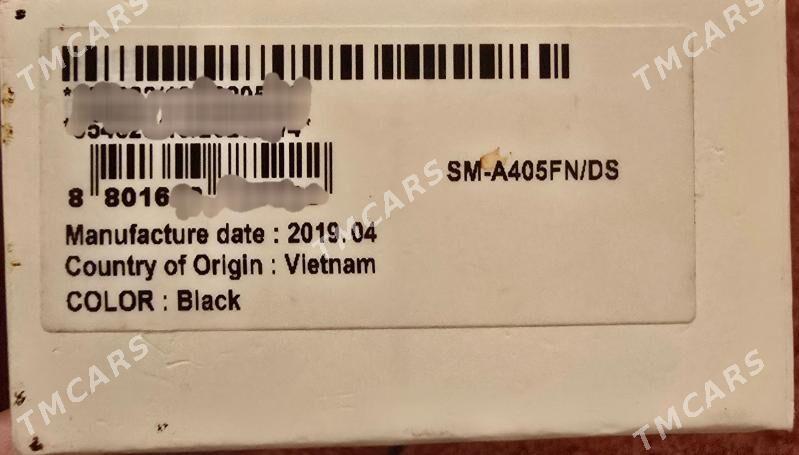 TMCARS
TMCARS
8 8016
SM-A405FN/DS
TMCARS
Manufacture date : 2019.04
Country of Origin : Vietnam
COLOR : Black
TMCARS
TMCARS